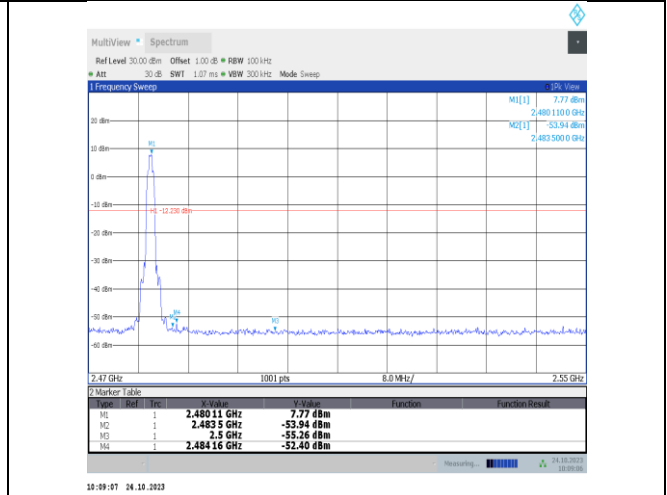 MultiView Spectrum
Ref Level 30.00 dBm Offset 1.00 dB RBW 100 kHz
Att 30 dB SWT 1.07 ms VBW 300 kHz Mode Sweep
1 Frequency Sweep 1Pk View
M1[1] 7.77 dBm
2.480 110 0 GHz
M2[1] -53.94 dBm
2.483 500 0 GHz
20 dBm
M1
10 dBm
0 dBm
-10 dBm
H1 -12.230 dBm
-20 dBm
-30 dBm
-40 dBm
-50 dBm
M4
M3
-60 dBm
2.47 GHz 1001 pts 8.0 MHz/ 2.55 GHz
2 Marker Table
Type Ref Trc X-Value Y-Value Function Function Result
M1 1 2.480 11 GHz 7.77 dBm
M2 1 2.483 5 GHz -53.94 dBm
M3 1 2.5 GHz -55.26 dBm
M4 1 2.484 16 GHz -52.40 dBm
Measuring... 24.10.2023
10:09:06
10:09:07 24.10.2023